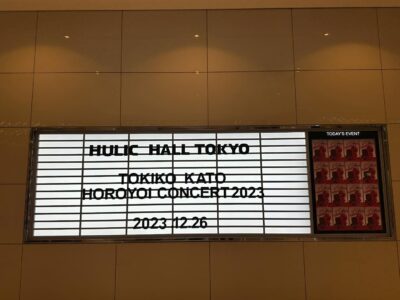 HULIC HALL TOKYO
TOKIKO KATO
HOROYOI CONCERT 2023
2023 12.26
TODAY'S EVENT